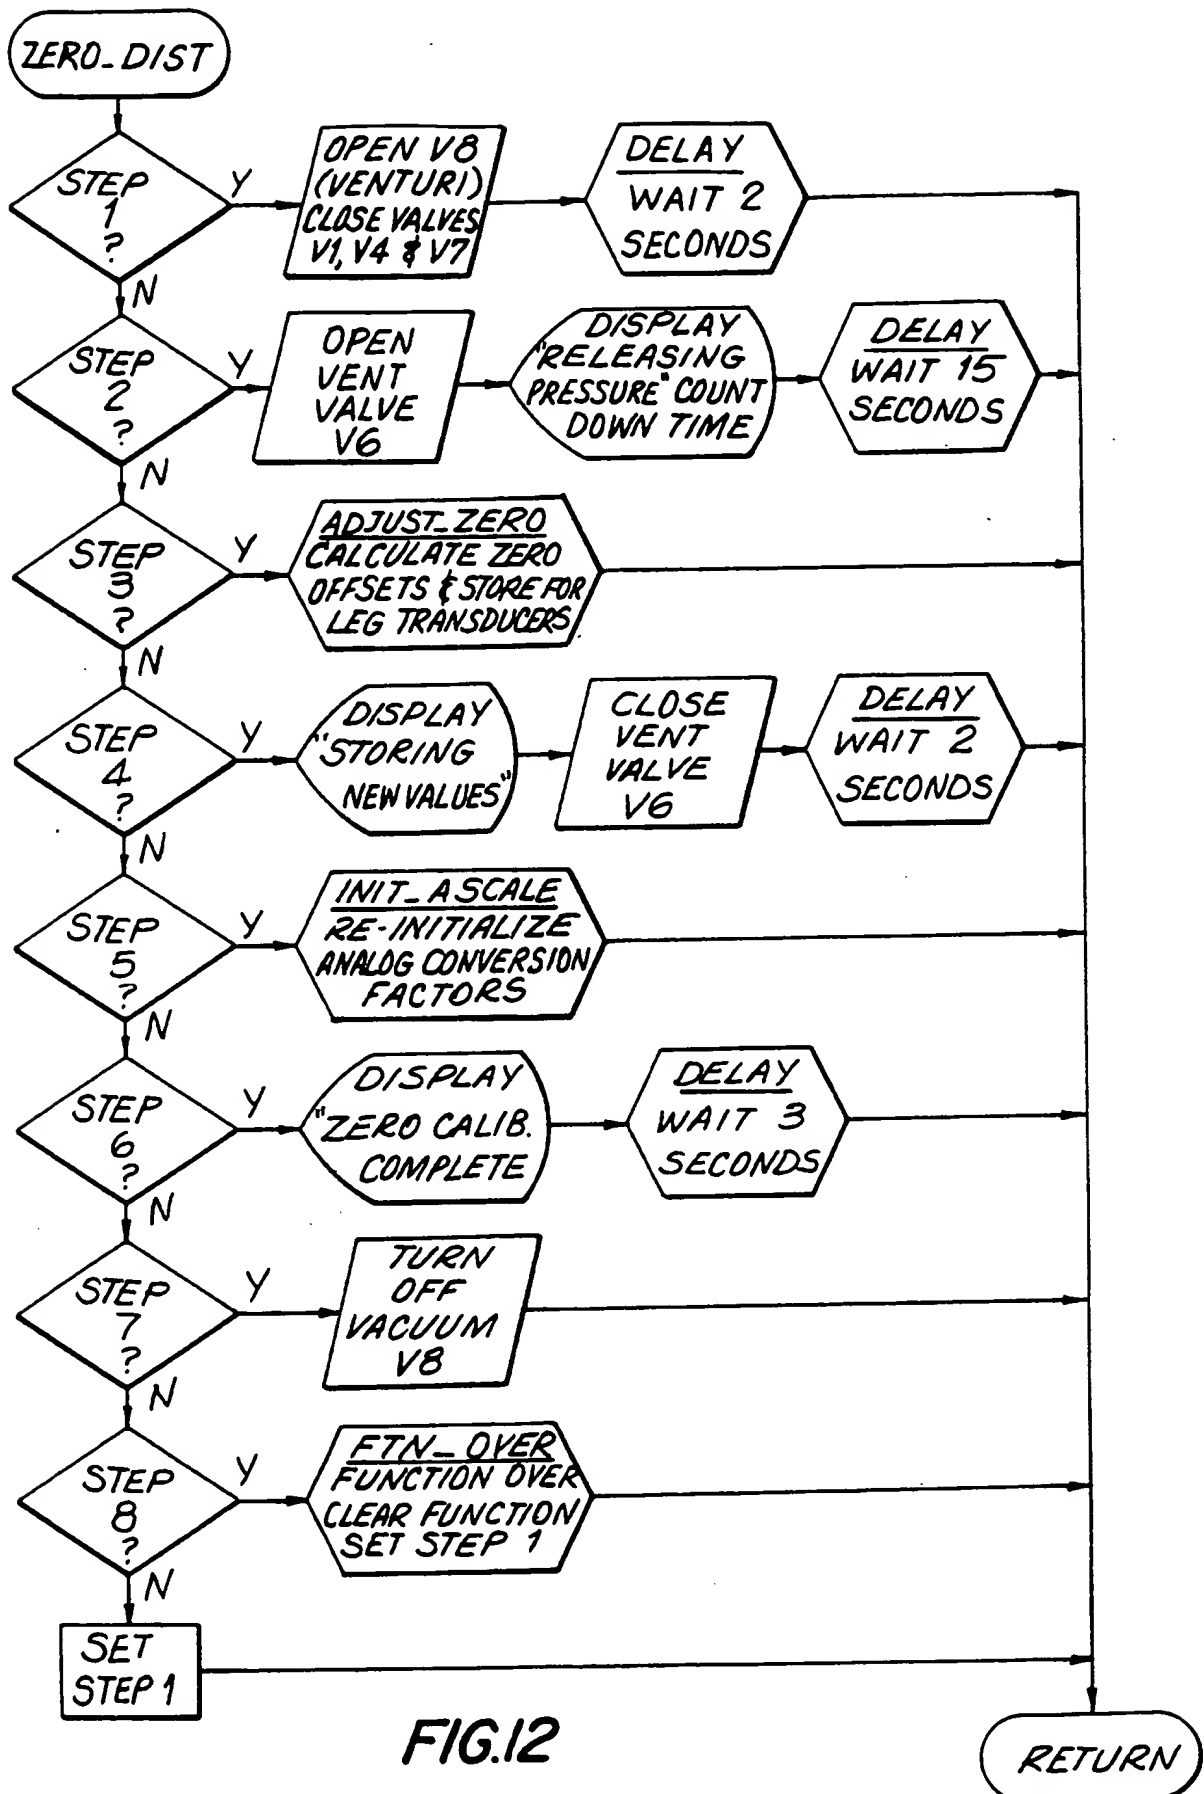 ZERO_DIST
STEP
1
?
Y
OPEN V8
(VENTURI)
CLOSE VALVES
V1, V4 & V7
DELAY
WAIT 2
SECONDS
N
STEP
2
?
Y
OPEN
VENT
VALVE
V6
DISPLAY
"RELEASING
PRESSURE" COUNT
DOWN TIME
DELAY
WAIT 15
SECONDS
N
STEP
3
?
Y
ADJUST_ZERO
CALCULATE ZERO
OFFSETS & STORE FOR
LEG TRANSDUCERS
N
STEP
4
?
Y
DISPLAY
"STORING
NEW VALUES"
CLOSE
VENT
VALVE
V6
DELAY
WAIT 2
SECONDS
N
STEP
5
?
Y
INIT_ASCALE
RE-INITIALIZE
ANALOG CONVERSION
FACTORS
N
STEP
6
?
Y
DISPLAY
"ZERO CALIB.
COMPLETE
DELAY
WAIT 3
SECONDS
N
STEP
7
?
Y
TURN
OFF
VACUUM
V8
N
STEP
8
?
Y
FTN_OVER
FUNCTION OVER
CLEAR FUNCTION
SET STEP 1
N
SET
STEP 1
RETURN
FIG.12